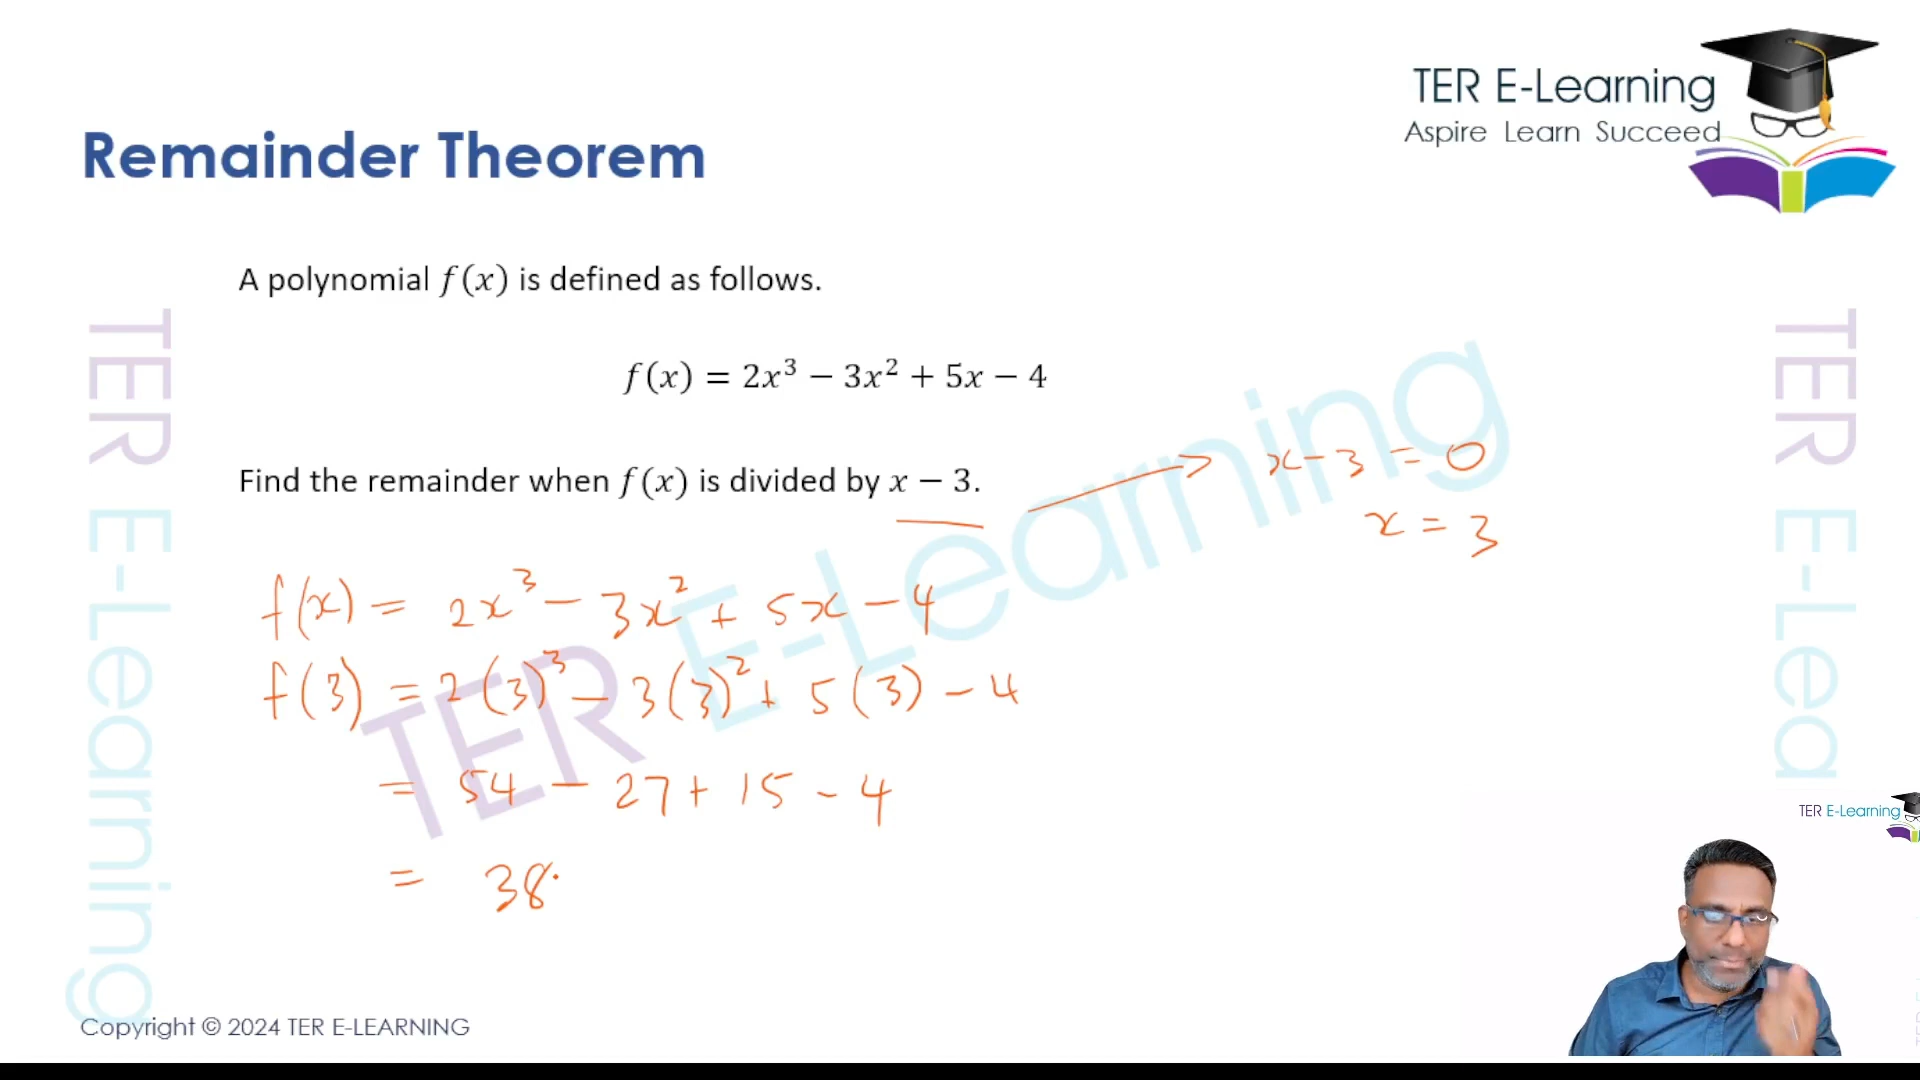 TER E-Learning
Aspire Learn Succeed
Remainder Theorem
A polynomial f(x) is defined as follows.
f(x) = 2x³ − 3x² + 5x − 4
Find the remainder when f(x) is divided by x − 3.
x − 3 = 0
x = 3
f(x) = 2x³ − 3x² + 5x − 4
f(3) = 2(3)³ − 3(3)² + 5(3) − 4
= 54 − 27 + 15 − 4
= 38
TER E-Learning
TER E-Learning
TER E-Lea
TER E-Learning
Copyright © 2024 TER E-LEARNING